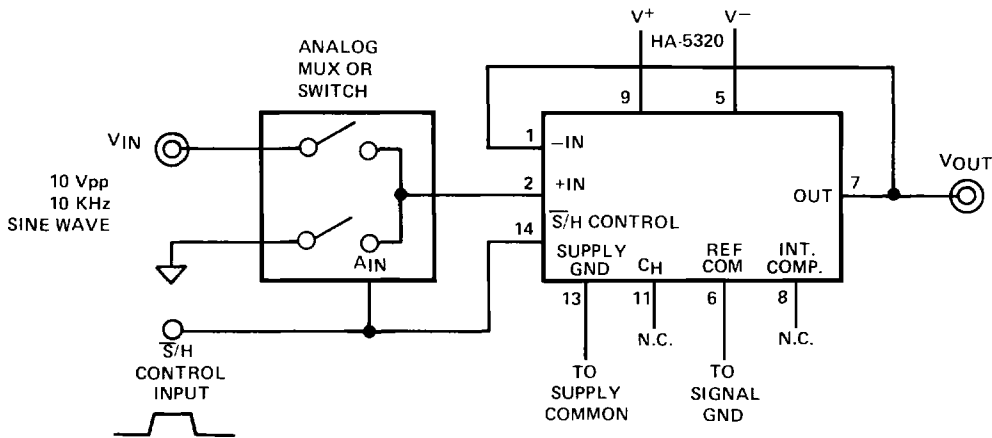 V+
V−
HA-5320
ANALOG
MUX OR
SWITCH
9
5
1
−IN
VIN
2
+IN
OUT
7
VOUT
10 Vpp
10 KHz
SINE WAVE
14
S̅/H CONTROL
AIN
SUPPLY
GND
CH
REF
COM
INT.
COMP.
13
11
6
8
N.C.
N.C.
S̅/H
CONTROL
INPUT
TO
SUPPLY
COMMON
TO
SIGNAL
GND